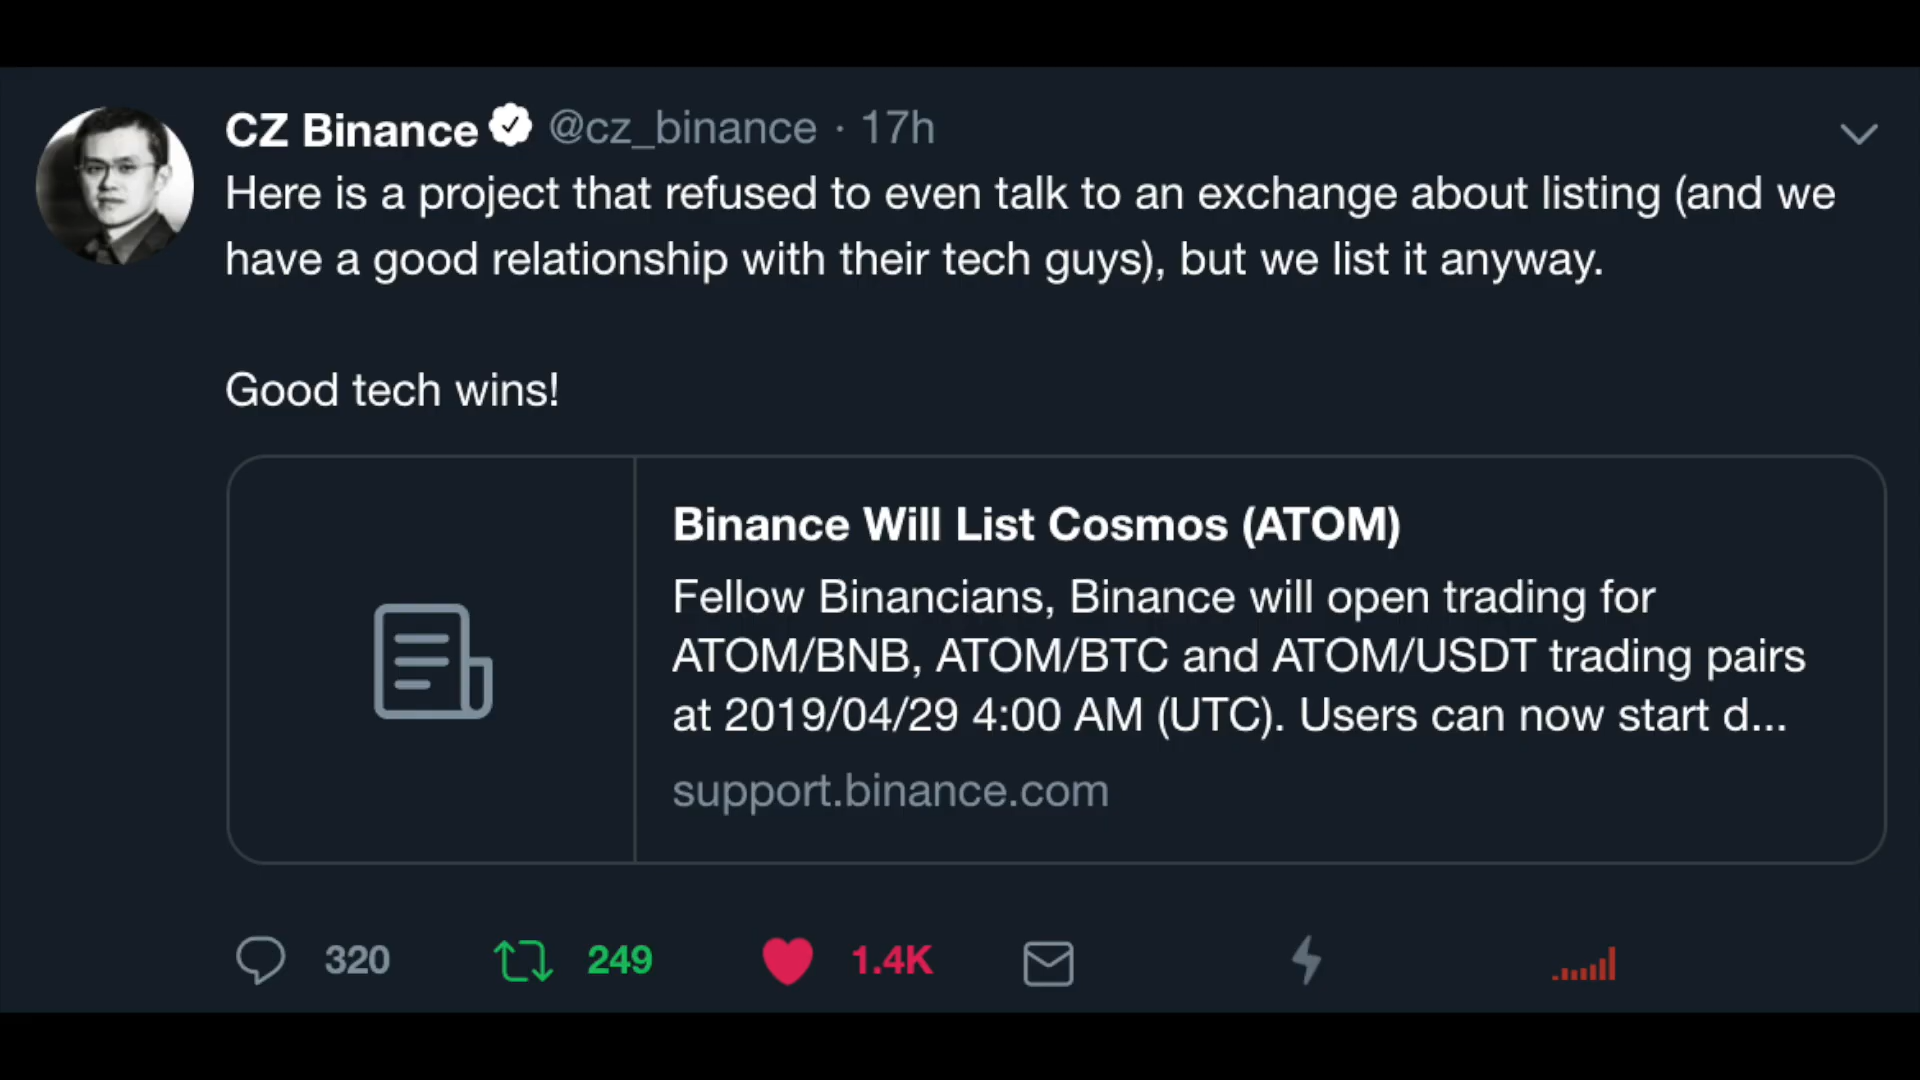 CZ Binance @cz_binance · 17h
Here is a project that refused to even talk to an exchange about listing (and we
have a good relationship with their tech guys), but we list it anyway.
Good tech wins!
Binance Will List Cosmos (ATOM)
Fellow Binancians, Binance will open trading for
ATOM/BNB, ATOM/BTC and ATOM/USDT trading pairs
at 2019/04/29 4:00 AM (UTC). Users can now start d...
support.binance.com
320 249 1.4K